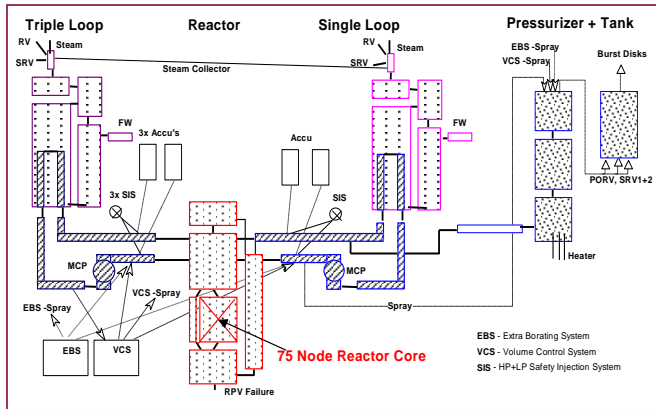 Triple Loop
Reactor
Single Loop
Pressurizer + Tank
RV
Steam
SRV
Steam Collector
RV
Steam
SRV
EBS -Spray
VCS -Spray
Burst Disks
FW
3x Accu's
Accu
FW
3x SIS
SIS
PORV, SRV1+2
MCP
MCP
Heater
VCS -Spray
EBS -Spray
Spray
EBS
VCS
75 Node Reactor Core
RPV Failure
EBS - Extra Borating System
VCS - Volume Control System
SIS - HP+LP Safety Injection System